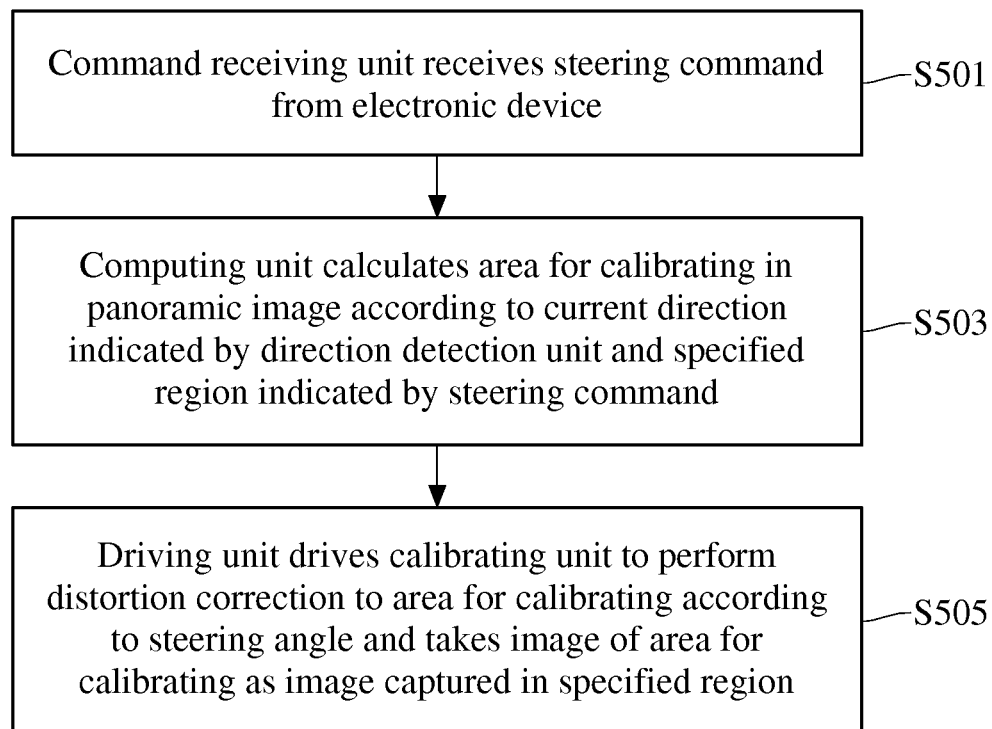 Command receiving unit receives steering command
from electronic device
S501
Computing unit calculates area for calibrating in
panoramic image according to current direction
indicated by direction detection unit and specified
region indicated by steering command
S503
Driving unit drives calibrating unit to perform
distortion correction to area for calibrating according
to steering angle and takes image of area for
calibrating as image captured in specified region
S505